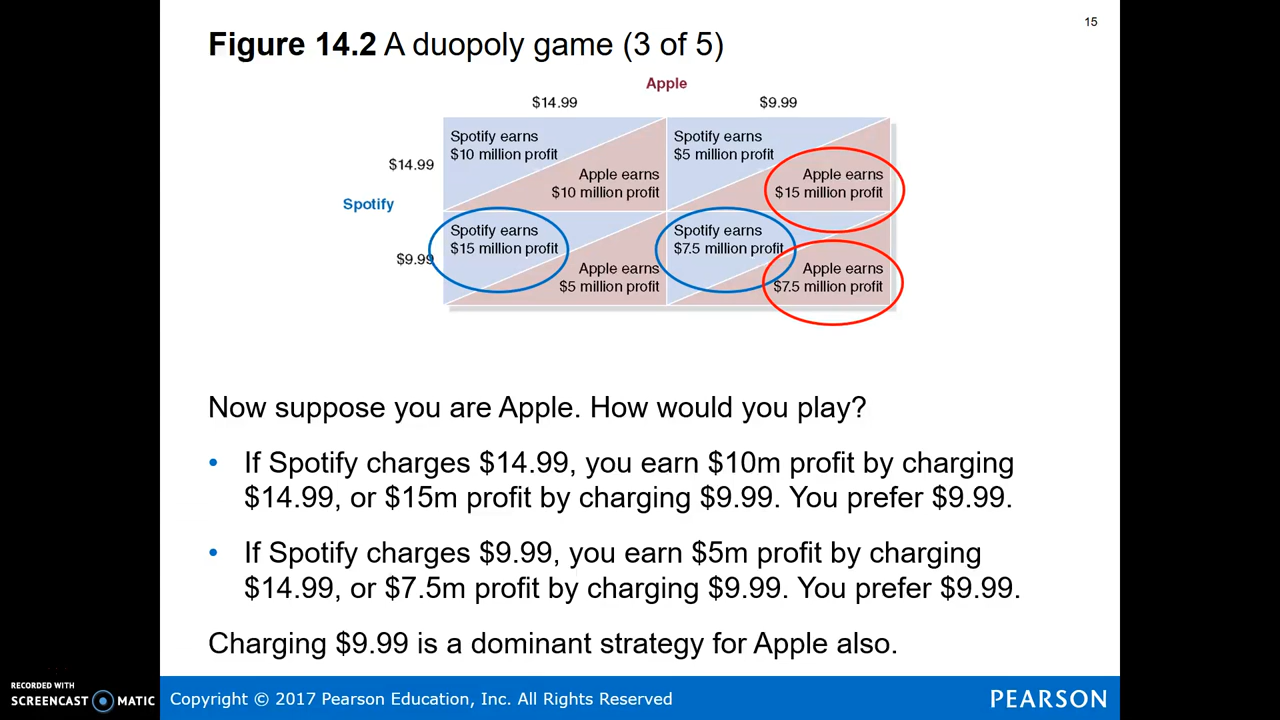 15
Figure 14.2 A duopoly game (3 of 5)
Apple
$14.99 $9.99
Spotify earns
$10 million profit
Apple earns
$10 million profit
Spotify earns
$5 million profit
Apple earns
$15 million profit
$14.99
Spotify
$9.99
Spotify earns
$15 million profit
Apple earns
$5 million profit
Spotify earns
$7.5 million profit
Apple earns
$7.5 million profit
Now suppose you are Apple. How would you play?
• If Spotify charges $14.99, you earn $10m profit by charging
$14.99, or $15m profit by charging $9.99. You prefer $9.99.
• If Spotify charges $9.99, you earn $5m profit by charging
$14.99, or $7.5m profit by charging $9.99. You prefer $9.99.
Charging $9.99 is a dominant strategy for Apple also.
RECORDED WITH
SCREENCAST MATIC
Copyright © 2017 Pearson Education, Inc. All Rights Reserved
PEARSON